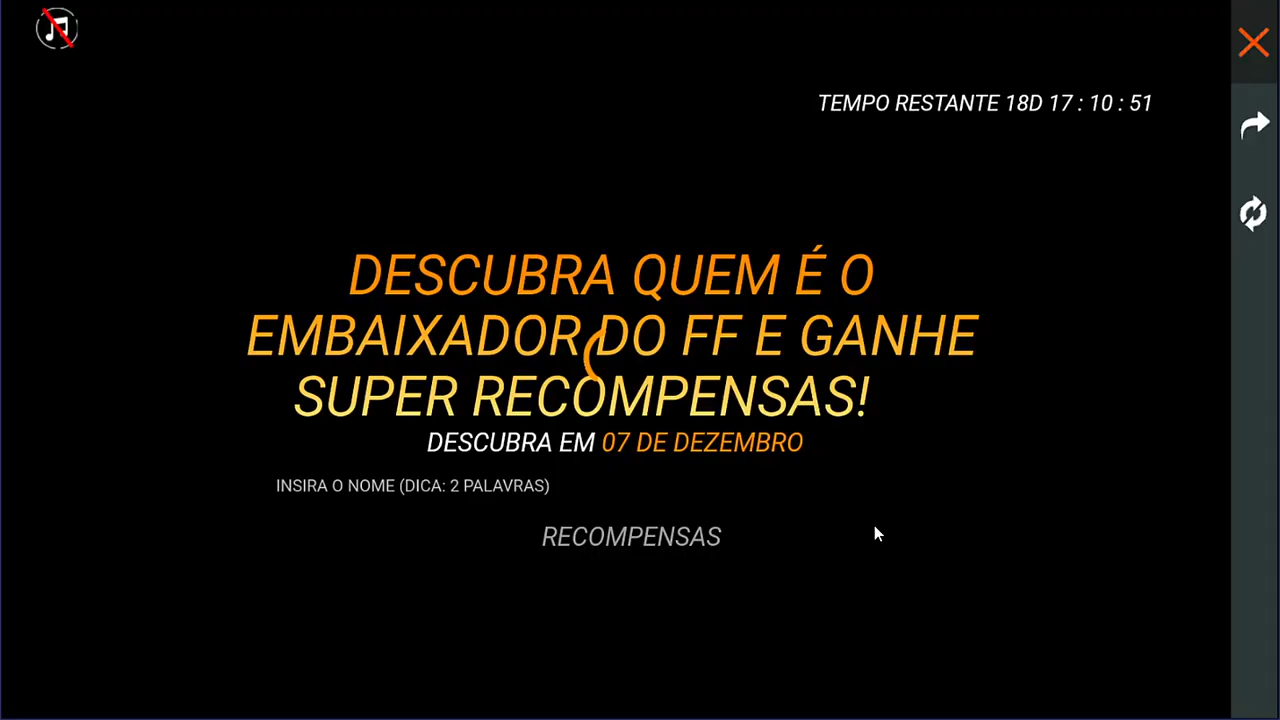 TEMPO RESTANTE 18D 17 : 10 : 51
DESCUBRA QUEM É O
EMBAIXADOR DO FF E GANHE
SUPER RECOMPENSAS!
DESCUBRA EM 07 DE DEZEMBRO
INSIRA O NOME (DICA: 2 PALAVRAS)
RECOMPENSAS